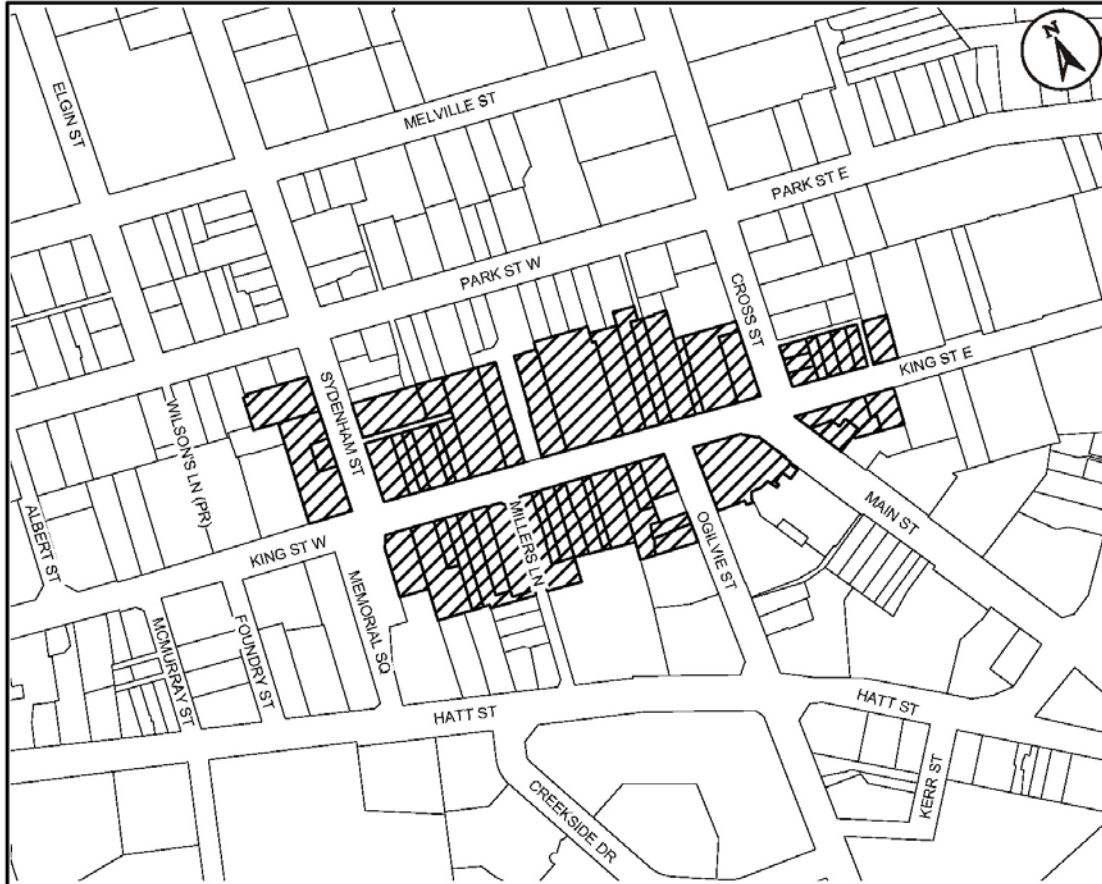 N
ELGIN ST
MELVILLE ST
PARK ST E
PARK ST W
CROSS ST
KING ST E
SYDENHAM ST
WILSON'S LN (PR)
ALBERT ST
KING ST W
MILLERS LN
OGILVIE ST
MAIN ST
MEMORIAL SQ
FOUNDRY ST
MCMURRAY ST
HATT ST
HATT ST
KERR ST
CREEKSIDE DR